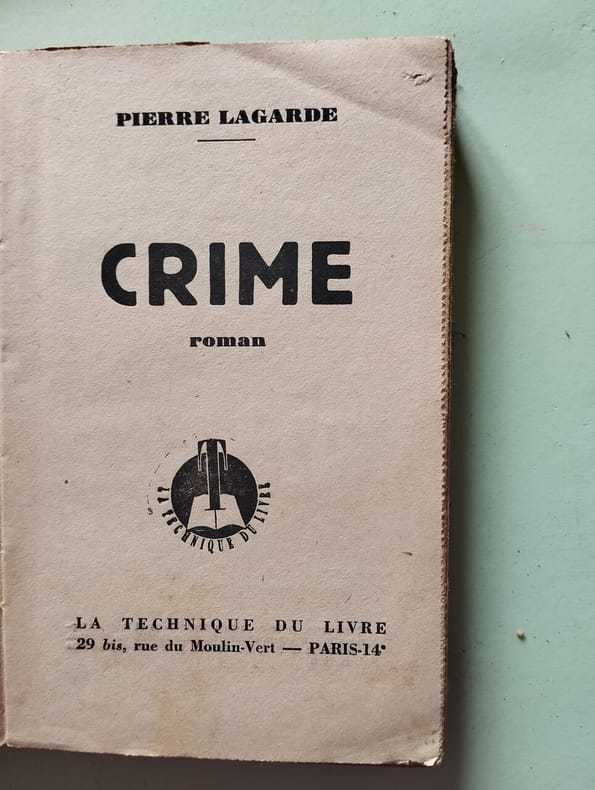 PIERRE LAGARDE
CRIME
roman
LA TECHNIQUE DU LIVRE
LA TECHNIQUE DU LIVRE
29 bis, rue du Moulin-Vert — PARIS-14e